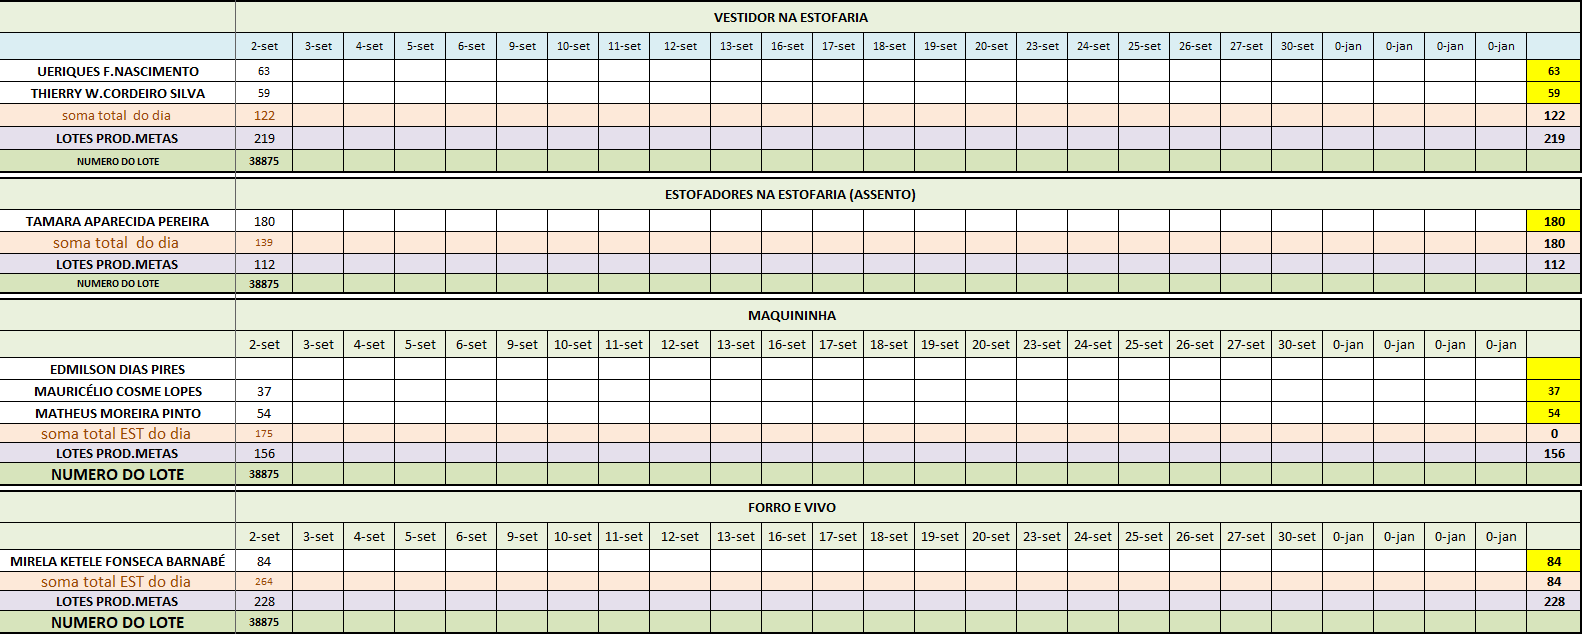 VESTIDOR NA ESTOFARIA
2-set 3-set 4-set 5-set 6-set 9-set 10-set 11-set 12-set 13-set 16-set 17-set 18-set 19-set 20-set 23-set 24-set 25-set 26-set 27-set 30-set 0-jan 0-jan 0-jan 0-jan
UERIQUES F.NASCIMENTO 63 63
THIERRY W.CORDEIRO SILVA 59 59
soma total do dia 122 122
LOTES PROD.METAS 219 219
NUMERO DO LOTE 38875
ESTOFADORES NA ESTOFARIA (ASSENTO)
TAMARA APARECIDA PEREIRA 180 180
soma total do dia 139 180
LOTES PROD.METAS 112 112
NUMERO DO LOTE 38875
MAQUININHA
2-set 3-set 4-set 5-set 6-set 9-set 10-set 11-set 12-set 13-set 16-set 17-set 18-set 19-set 20-set 23-set 24-set 25-set 26-set 27-set 30-set 0-jan 0-jan 0-jan 0-jan
EDMILSON DIAS PIRES
MAURICÉLIO COSME LOPES 37 37
MATHEUS MOREIRA PINTO 54 54
soma total EST do dia 175 0
LOTES PROD.METAS 156 156
NUMERO DO LOTE 38875
FORRO E VIVO
2-set 3-set 4-set 5-set 6-set 9-set 10-set 11-set 12-set 13-set 16-set 17-set 18-set 19-set 20-set 23-set 24-set 25-set 26-set 27-set 30-set 0-jan 0-jan 0-jan 0-jan
MIRELA KETELE FONSECA BARNABÉ 84 84
soma total EST do dia 264 84
LOTES PROD.METAS 228 228
NUMERO DO LOTE 38875